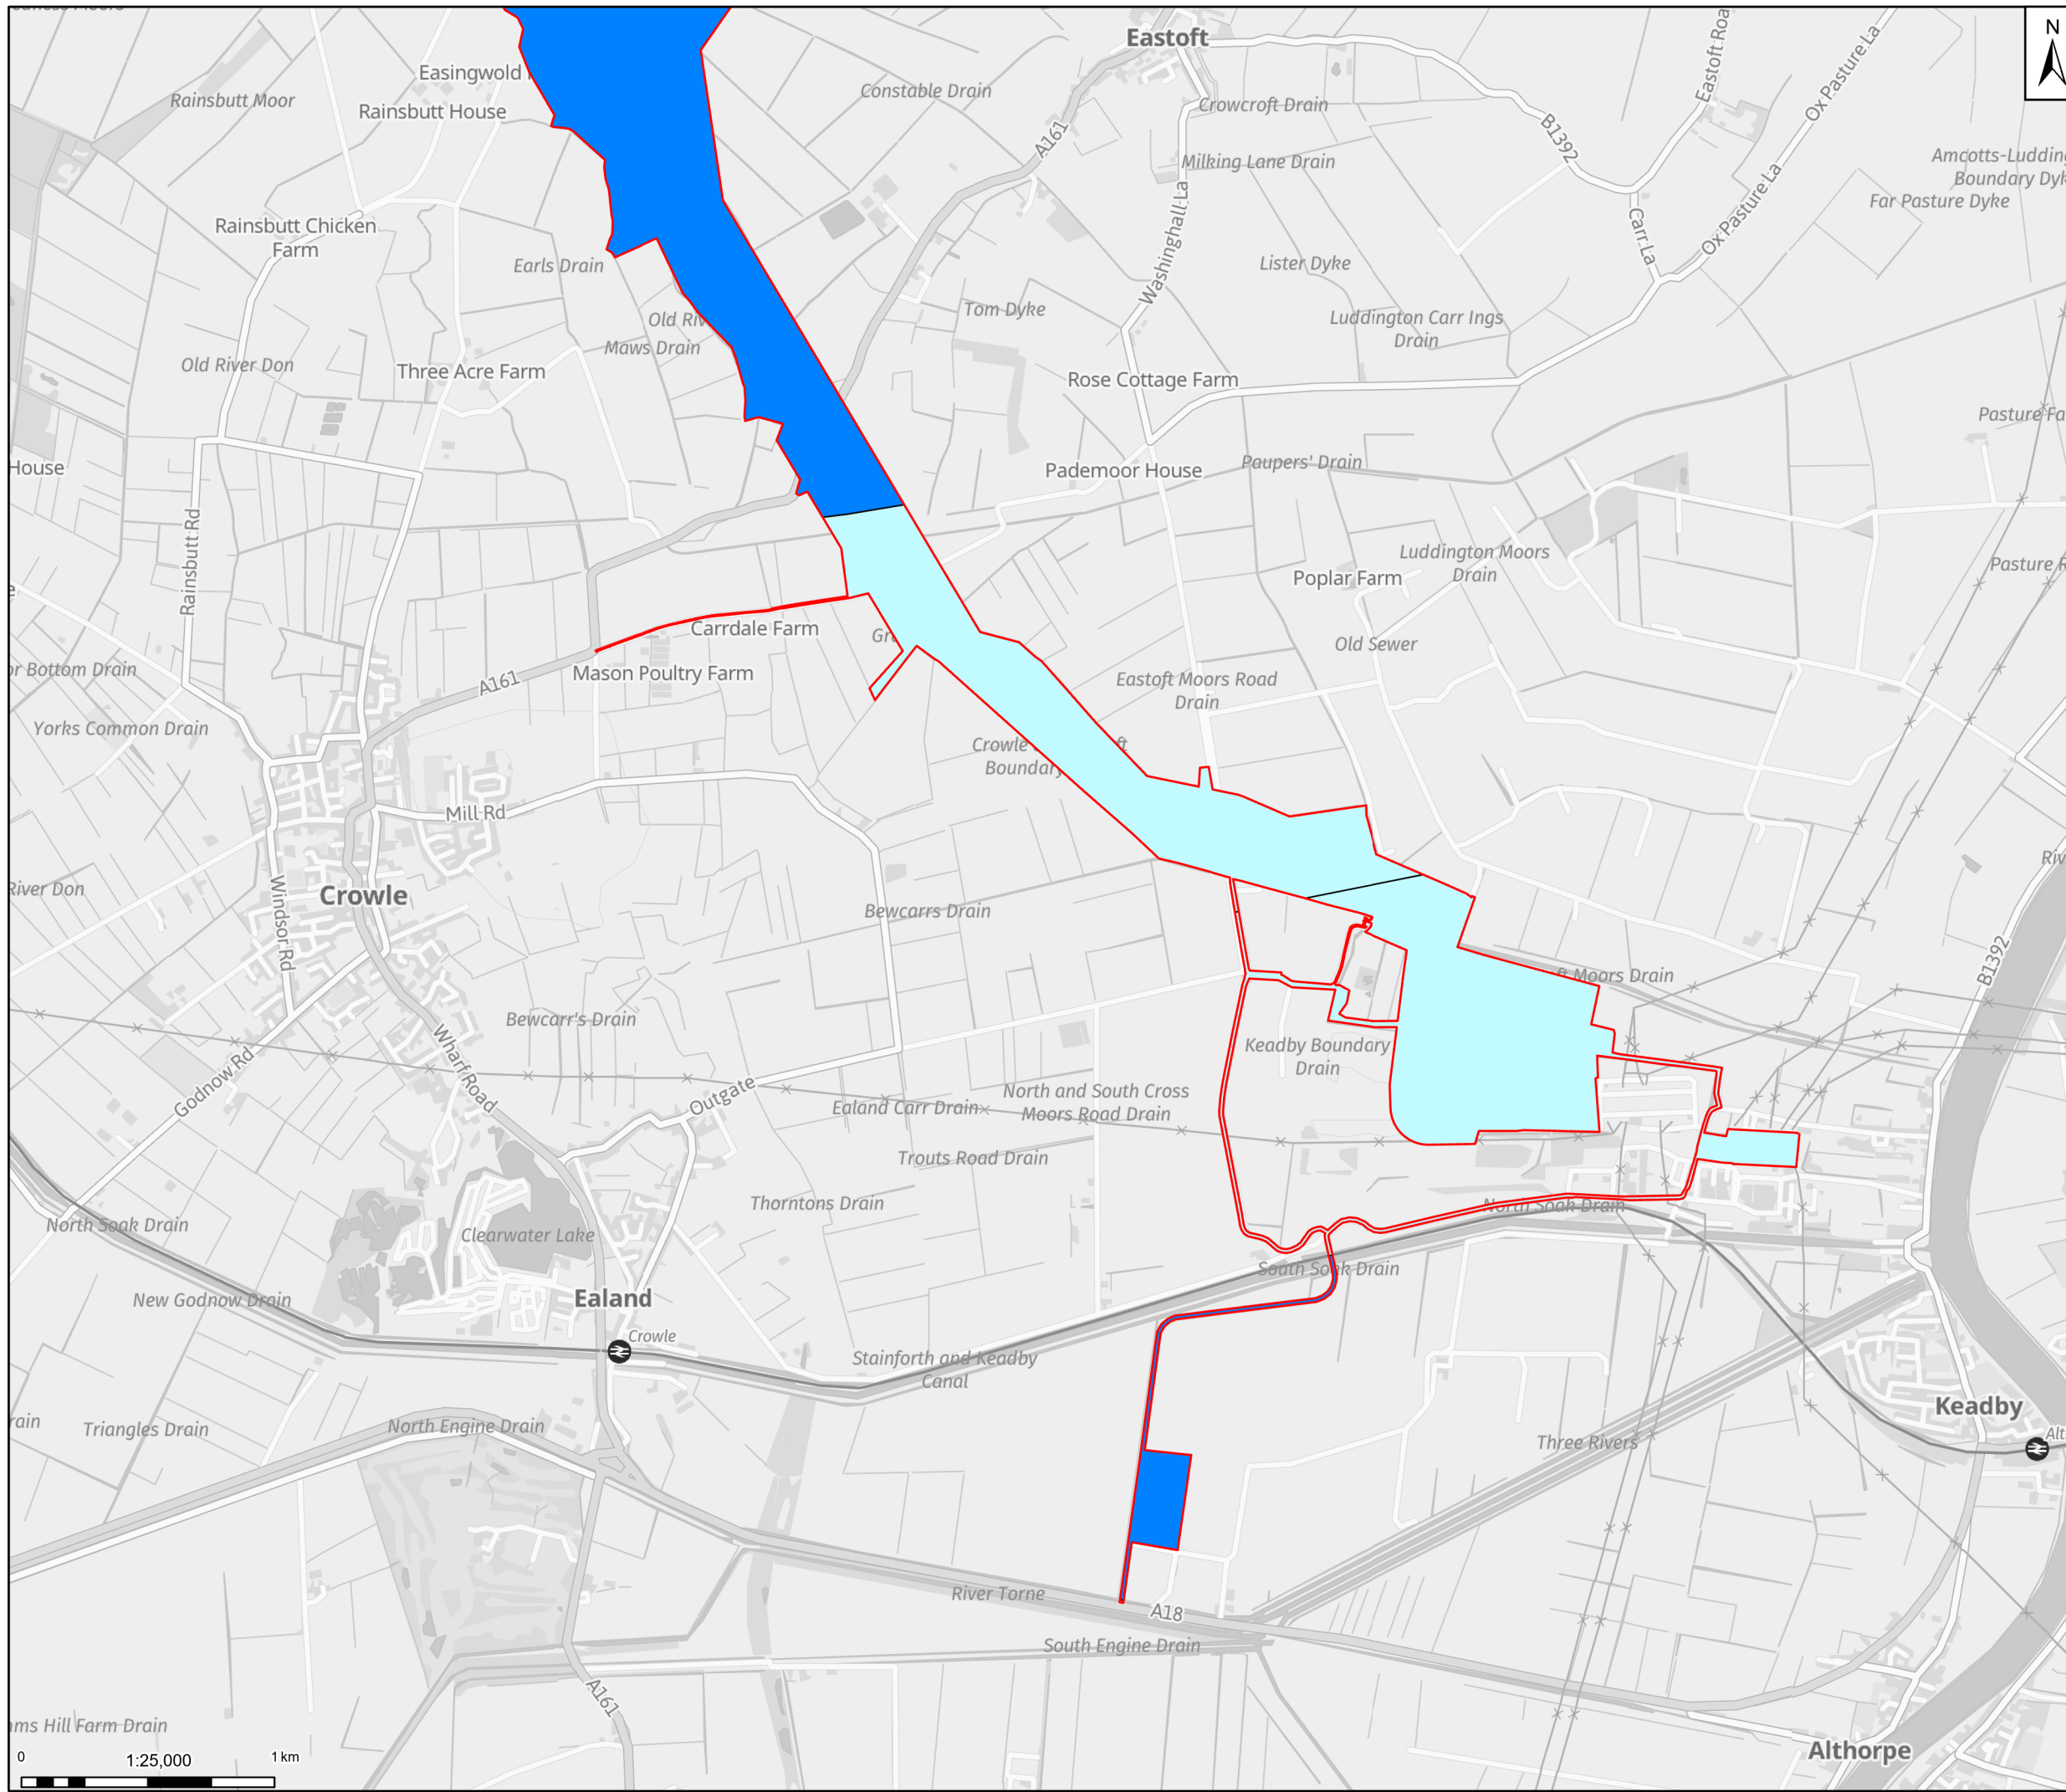 Eastoft
N
Easingwold
Rainsbutt Moor
Rainsbutt House
Constable Drain
Crowcroft Drain
A161
B1392
Eastoft Roa
Ox Pasture La
Milking Lane Drain
Amcotts-Ludding
Boundary Dyk
Far Pasture Dyke
Washinghall La
Carr La
Ox Pasture La
Rainsbutt Chicken
Farm
Earls Drain
Lister Dyke
Tom Dyke
Luddington Carr Ings
Drain
Old Riv
Maws Drain
Old River Don
Three Acre Farm
Rose Cottage Farm
Pasture Fa
House
Pademoor House
Paupers' Drain
Rainsbutt Rd
Luddington Moors
Drain
Poplar Farm
Pasture R
Carrdale Farm
Old Sewer
or Bottom Drain
Mason Poultry Farm
A161
Eastoft Moors Road
Drain
Yorks Common Drain
Crowle
Boundary
Mill Rd
River Don
Crowle
Windsor Rd
Bewcarrs Drain
Riv
B1392
ft Moors Drain
Bewcarr's Drain
Keadby Boundary
Drain
Wharf Road
Godnow Rd
Outgate
North and South Cross
Moors Road Drain
Ealand Carr Drain
Trouts Road Drain
Thorntons Drain
North Soak Drain
North Soak Drain
Clearwater Lake
South Soak Drain
New Godnow Drain
Ealand
Crowle
Stainforth and Keadby
Canal
Keadby
Alt
rain
Triangles Drain
North Engine Drain
Three Rivers
River Torne
A18
South Engine Drain
A161
ms Hill Farm Drain
Althorpe
0
1:25,000
1 km